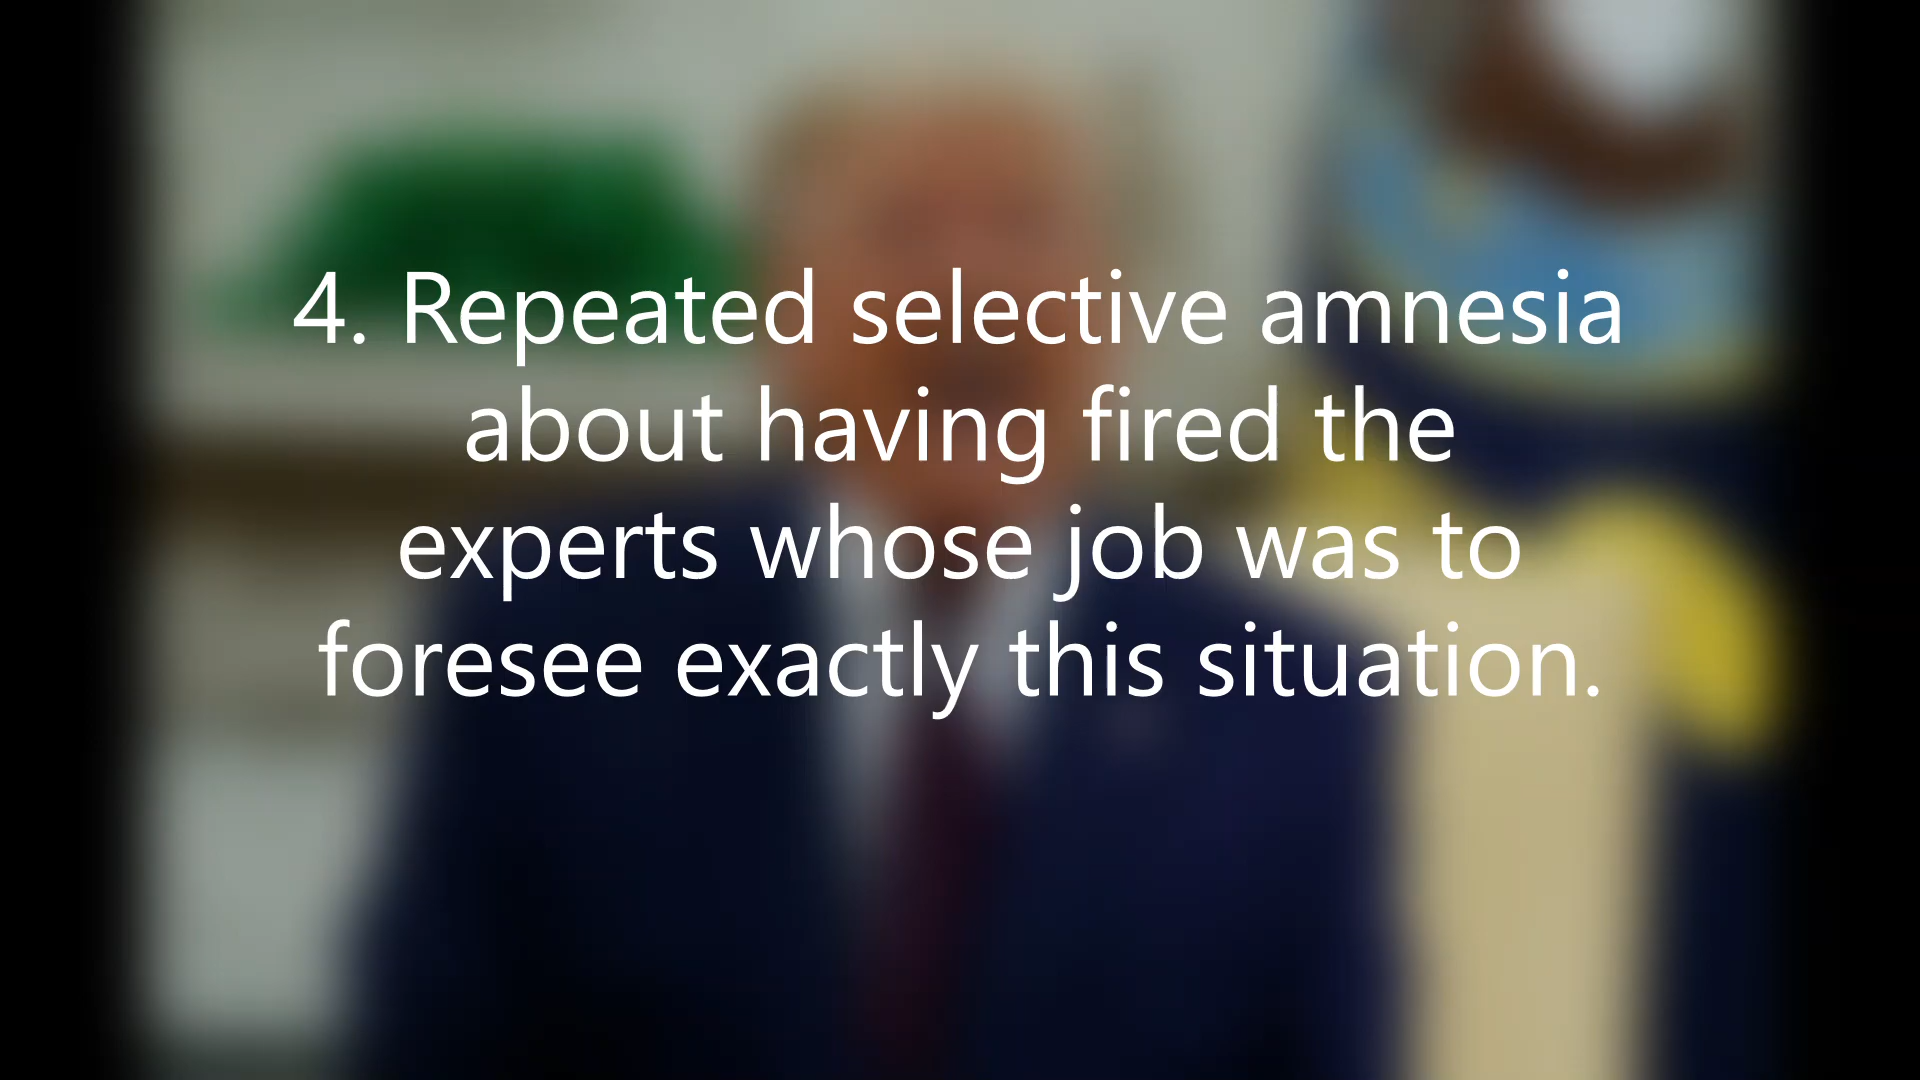 4. Repeated selective amnesia
about having fired the
experts whose job was to
foresee exactly this situation.